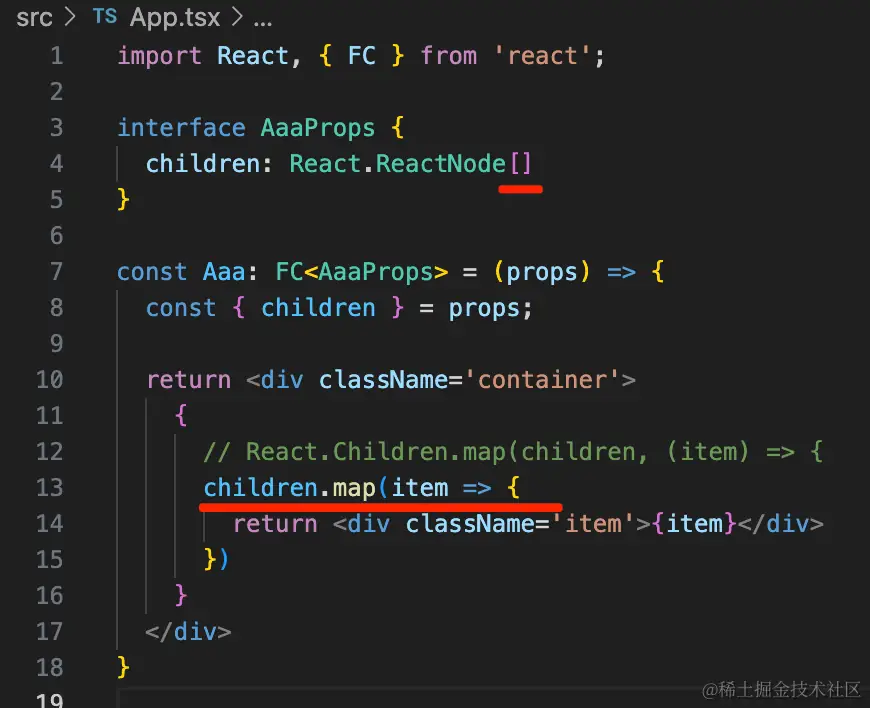 src > TS App.tsx > ...
1 import React, { FC } from 'react';
2
3 interface AaaProps {
4 children: React.ReactNode[]
5 }
6
7 const Aaa: FC<AaaProps> = (props) => {
8 const { children } = props;
9
10 return <div className='container'>
11 {
12 // React.Children.map(children, (item) => {
13 children.map(item => {
14 return <div className='item'>{item}</div>
15 })
16 }
17 </div>
18 }
19
@稀土掘金技术社区